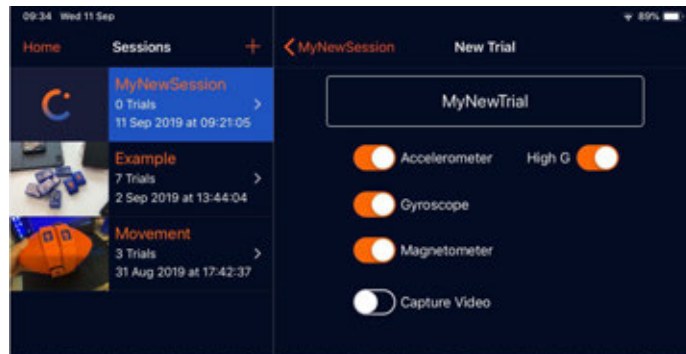 09:34 Wed 11 Sep
89%
Home
Sessions
+
MyNewSession
0 Trials
11 Sep 2019 at 09:21:05
Example
7 Trials
2 Sep 2019 at 13:44:04
Movement
3 Trials
31 Aug 2019 at 17:42:37
MyNewSession
New Trial
MyNewTrial
Accelerometer High G
Gyroscope
Magnetometer
Capture Video